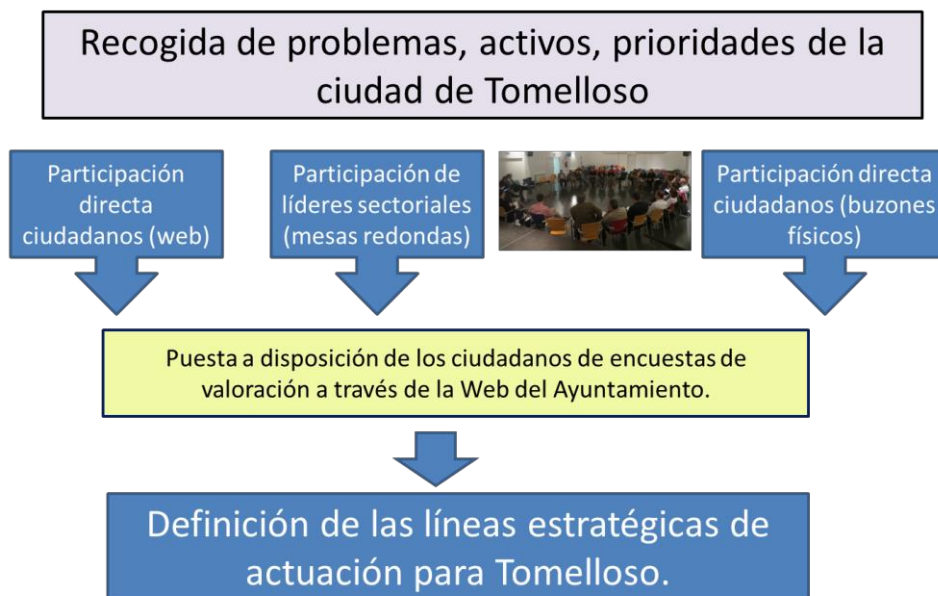 Recogida de problemas, activos, prioridades de la
ciudad de Tomelloso
Participación
directa
ciudadanos (web)
Participación de
líderes sectoriales
(mesas redondas)
Participación directa
ciudadanos (buzones
físicos)
Puesta a disposición de los ciudadanos de encuestas de
valoración a través de la Web del Ayuntamiento.
Definición de las líneas estratégicas de
actuación para Tomelloso.